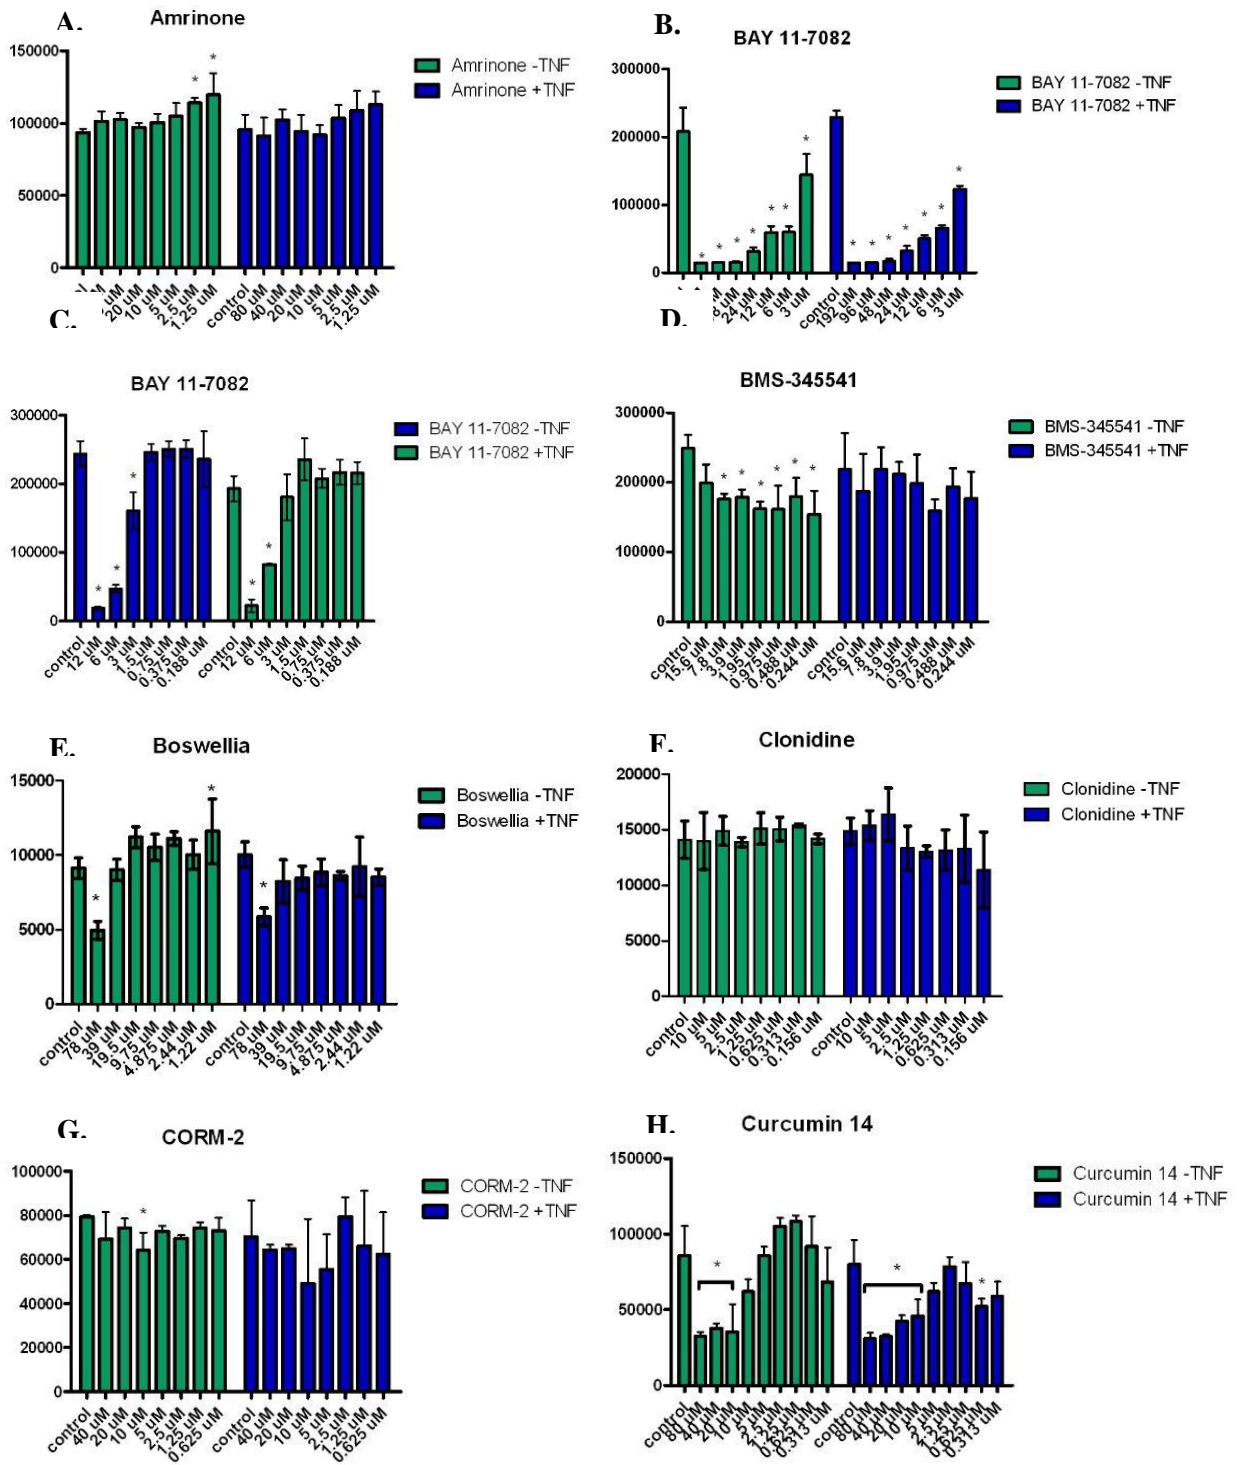 A.
Amrinone
150000
100000
50000
0
20 uM
10 uM
5 uM
2.5 uM
1.25 uM
control
80 uM
40 uM
20 uM
10 uM
5 uM
2.5 uM
1.25 uM
* *
Amrinone -TNF
Amrinone +TNF
B.
BAY 11-7082
300000
200000
100000
0
24 uM
12 uM
6 uM
3 uM
control
192 uM
96 uM
48 uM
24 uM
12 uM
6 uM
3 uM
* * * * * * *
* * * * * * *
BAY 11-7082 -TNF
BAY 11-7082 +TNF
C.
BAY 11-7082
300000
200000
100000
0
control
12 uM
6 uM
3 uM
1.5 uM
0.75 uM
0.375 uM
0.188 uM
control
12 uM
6 uM
3 uM
1.5 uM
0.75 uM
0.375 uM
0.188 uM
* * *
* *
BAY 11-7082 -TNF
BAY 11-7082 +TNF
D.
BMS-345541
300000
200000
100000
0
control
15.6 uM
7.8 uM
3.9 uM
1.95 uM
0.975 uM
0.488 uM
0.244 uM
control
15.6 uM
7.8 uM
3.9 uM
1.95 uM
0.975 uM
0.488 uM
0.244 uM
* * * * * *
BMS-345541 -TNF
BMS-345541 +TNF
E.
Boswellia
15000
10000
5000
0
control
78 uM
39 uM
19.5 uM
9.75 uM
4.875 uM
2.44 uM
1.22 uM
control
78 uM
39 uM
19.5 uM
9.75 uM
4.875 uM
2.44 uM
1.22 uM
* *
*
Boswellia -TNF
Boswellia +TNF
F.
Clonidine
20000
15000
10000
5000
0
control
10 uM
5 uM
2.5 uM
1.25 uM
0.625 uM
0.313 uM
0.156 uM
control
10 uM
5 uM
2.5 uM
1.25 uM
0.625 uM
0.313 uM
0.156 uM
Clonidine -TNF
Clonidine +TNF
G.
CORM-2
100000
80000
60000
40000
20000
0
control
40 uM
20 uM
10 uM
5 uM
2.5 uM
1.25 uM
0.625 uM
control
40 uM
20 uM
10 uM
5 uM
2.5 uM
1.25 uM
0.625 uM
*
CORM-2 -TNF
CORM-2 +TNF
H.
Curcumin 14
150000
100000
50000
0
control
80 uM
40 uM
20 uM
10 uM
5 uM
2.5 uM
1.25 uM
0.625 uM
0.313 uM
control
80 uM
40 uM
20 uM
10 uM
5 uM
2.5 uM
1.25 uM
0.625 uM
0.313 uM
*
* *
Curcumin 14 -TNF
Curcumin 14 +TNF